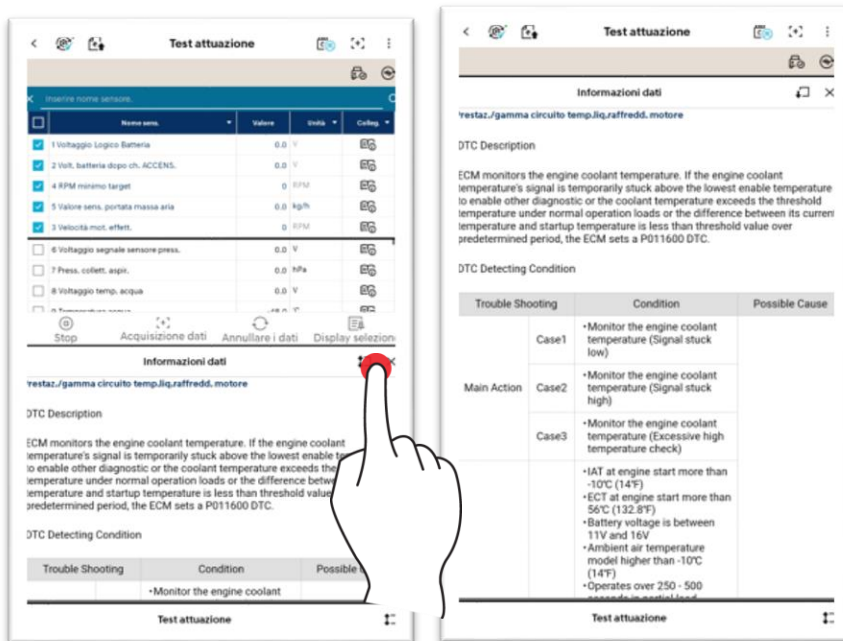 Test attuazione
Inserire nome sensore.
Nome sens. Valore Unità Colleg.
1 Voltaggio Logico Batteria 0.0 V
2 Volt. batteria dopo ch. ACCENS. 0.0 V
4 RPM minimo target 0 RPM
5 Valore sens. portata massa aria 0.0 kg/h
3 Velocità mot. effett. 0 RPM
6 Voltaggio segnale sensore press. 0.0 V
7 Press. collett. aspir. 0.0 hPa
8 Voltaggio temp. acqua 0.0 V
Stop Acquisizione dati Annullare i dati Display selezion
Informazioni dati
Prestaz./gamma circuito temp.liq.raffredd. motore
DTC Description
ECM monitors the engine coolant temperature. If the engine coolant
temperature's signal is temporarily stuck above the lowest enable
to enable other diagnostic or the coolant temperature exceeds the
temperature under normal operation loads or the difference
temperature and startup temperature is less than threshold value
predetermined period, the ECM sets a P011600 DTC.
DTC Detecting Condition
Trouble Shooting Condition
•Monitor the engine coolant
Test attuazione
Test attuazione
Informazioni dati
Prestaz./gamma circuito temp.liq.raffredd. motore
DTC Description
ECM monitors the engine coolant temperature. If the engine coolant
temperature's signal is temporarily stuck above the lowest enable temperature
to enable other diagnostic or the coolant temperature exceeds the threshold
temperature under normal operation loads or the difference between its current
temperature and startup temperature is less than threshold value over
predetermined period, the ECM sets a P011600 DTC.
DTC Detecting Condition
Trouble Shooting Condition Possible Cause
Main Action
Case1
•Monitor the engine coolant
temperature (Signal stuck
low)
Case2
•Monitor the engine coolant
temperature (Signal stuck
high)
Case3
•Monitor the engine coolant
temperature (Excessive high
temperature check)
•IAT at engine start more than
-10℃ (14℉)
•ECT at engine start more than
56℃ (132.8℉)
•Battery voltage is between
11V and 16V
•Ambient air temperature
model higher than -10℃
(14℉)
•Operates over 250 - 500
Test attuazione